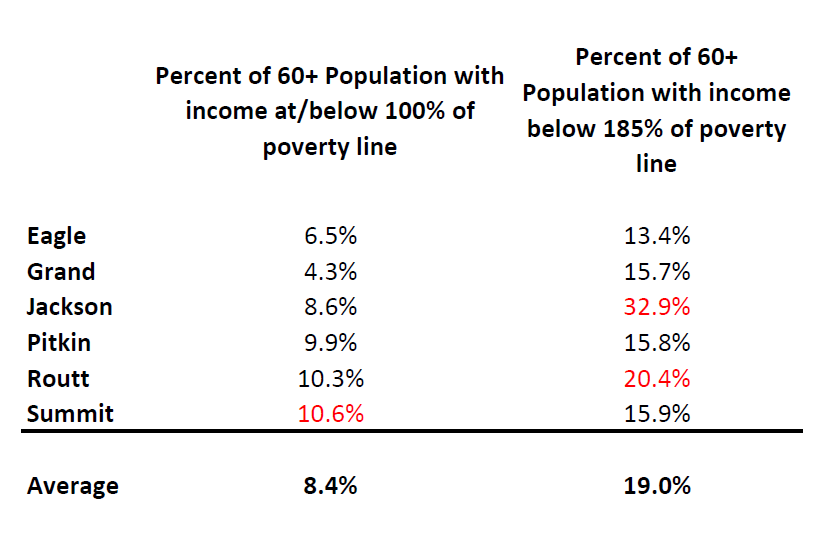 Percent of 60+ Population with
income at/below 100% of
poverty line
Percent of 60+
Population with income
below 185% of poverty
line
Eagle 6.5% 13.4%
Grand 4.3% 15.7%
Jackson 8.6% 32.9%
Pitkin 9.9% 15.8%
Routt 10.3% 20.4%
Summit 10.6% 15.9%
Average 8.4% 19.0%